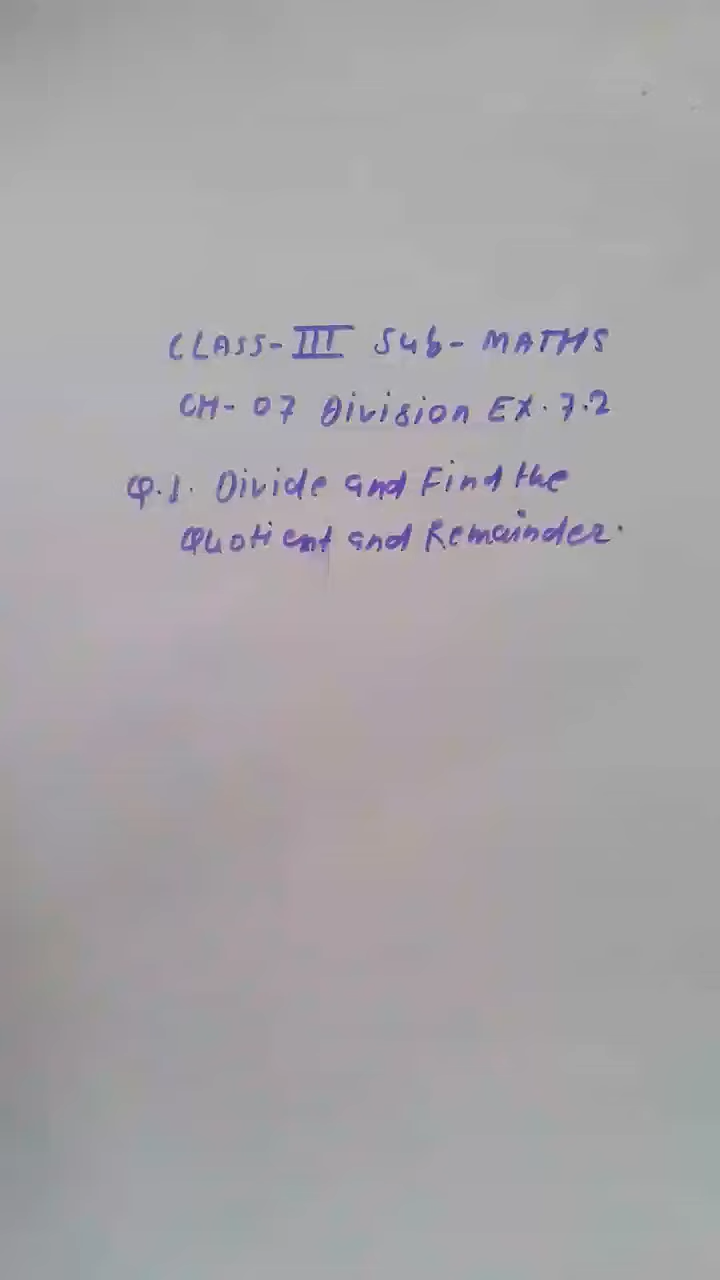 CLASS-III Sub- MATHS
CH- 07 Division EX. 7.2
Q.1. Divide and Find the
Quotient and Remainder.